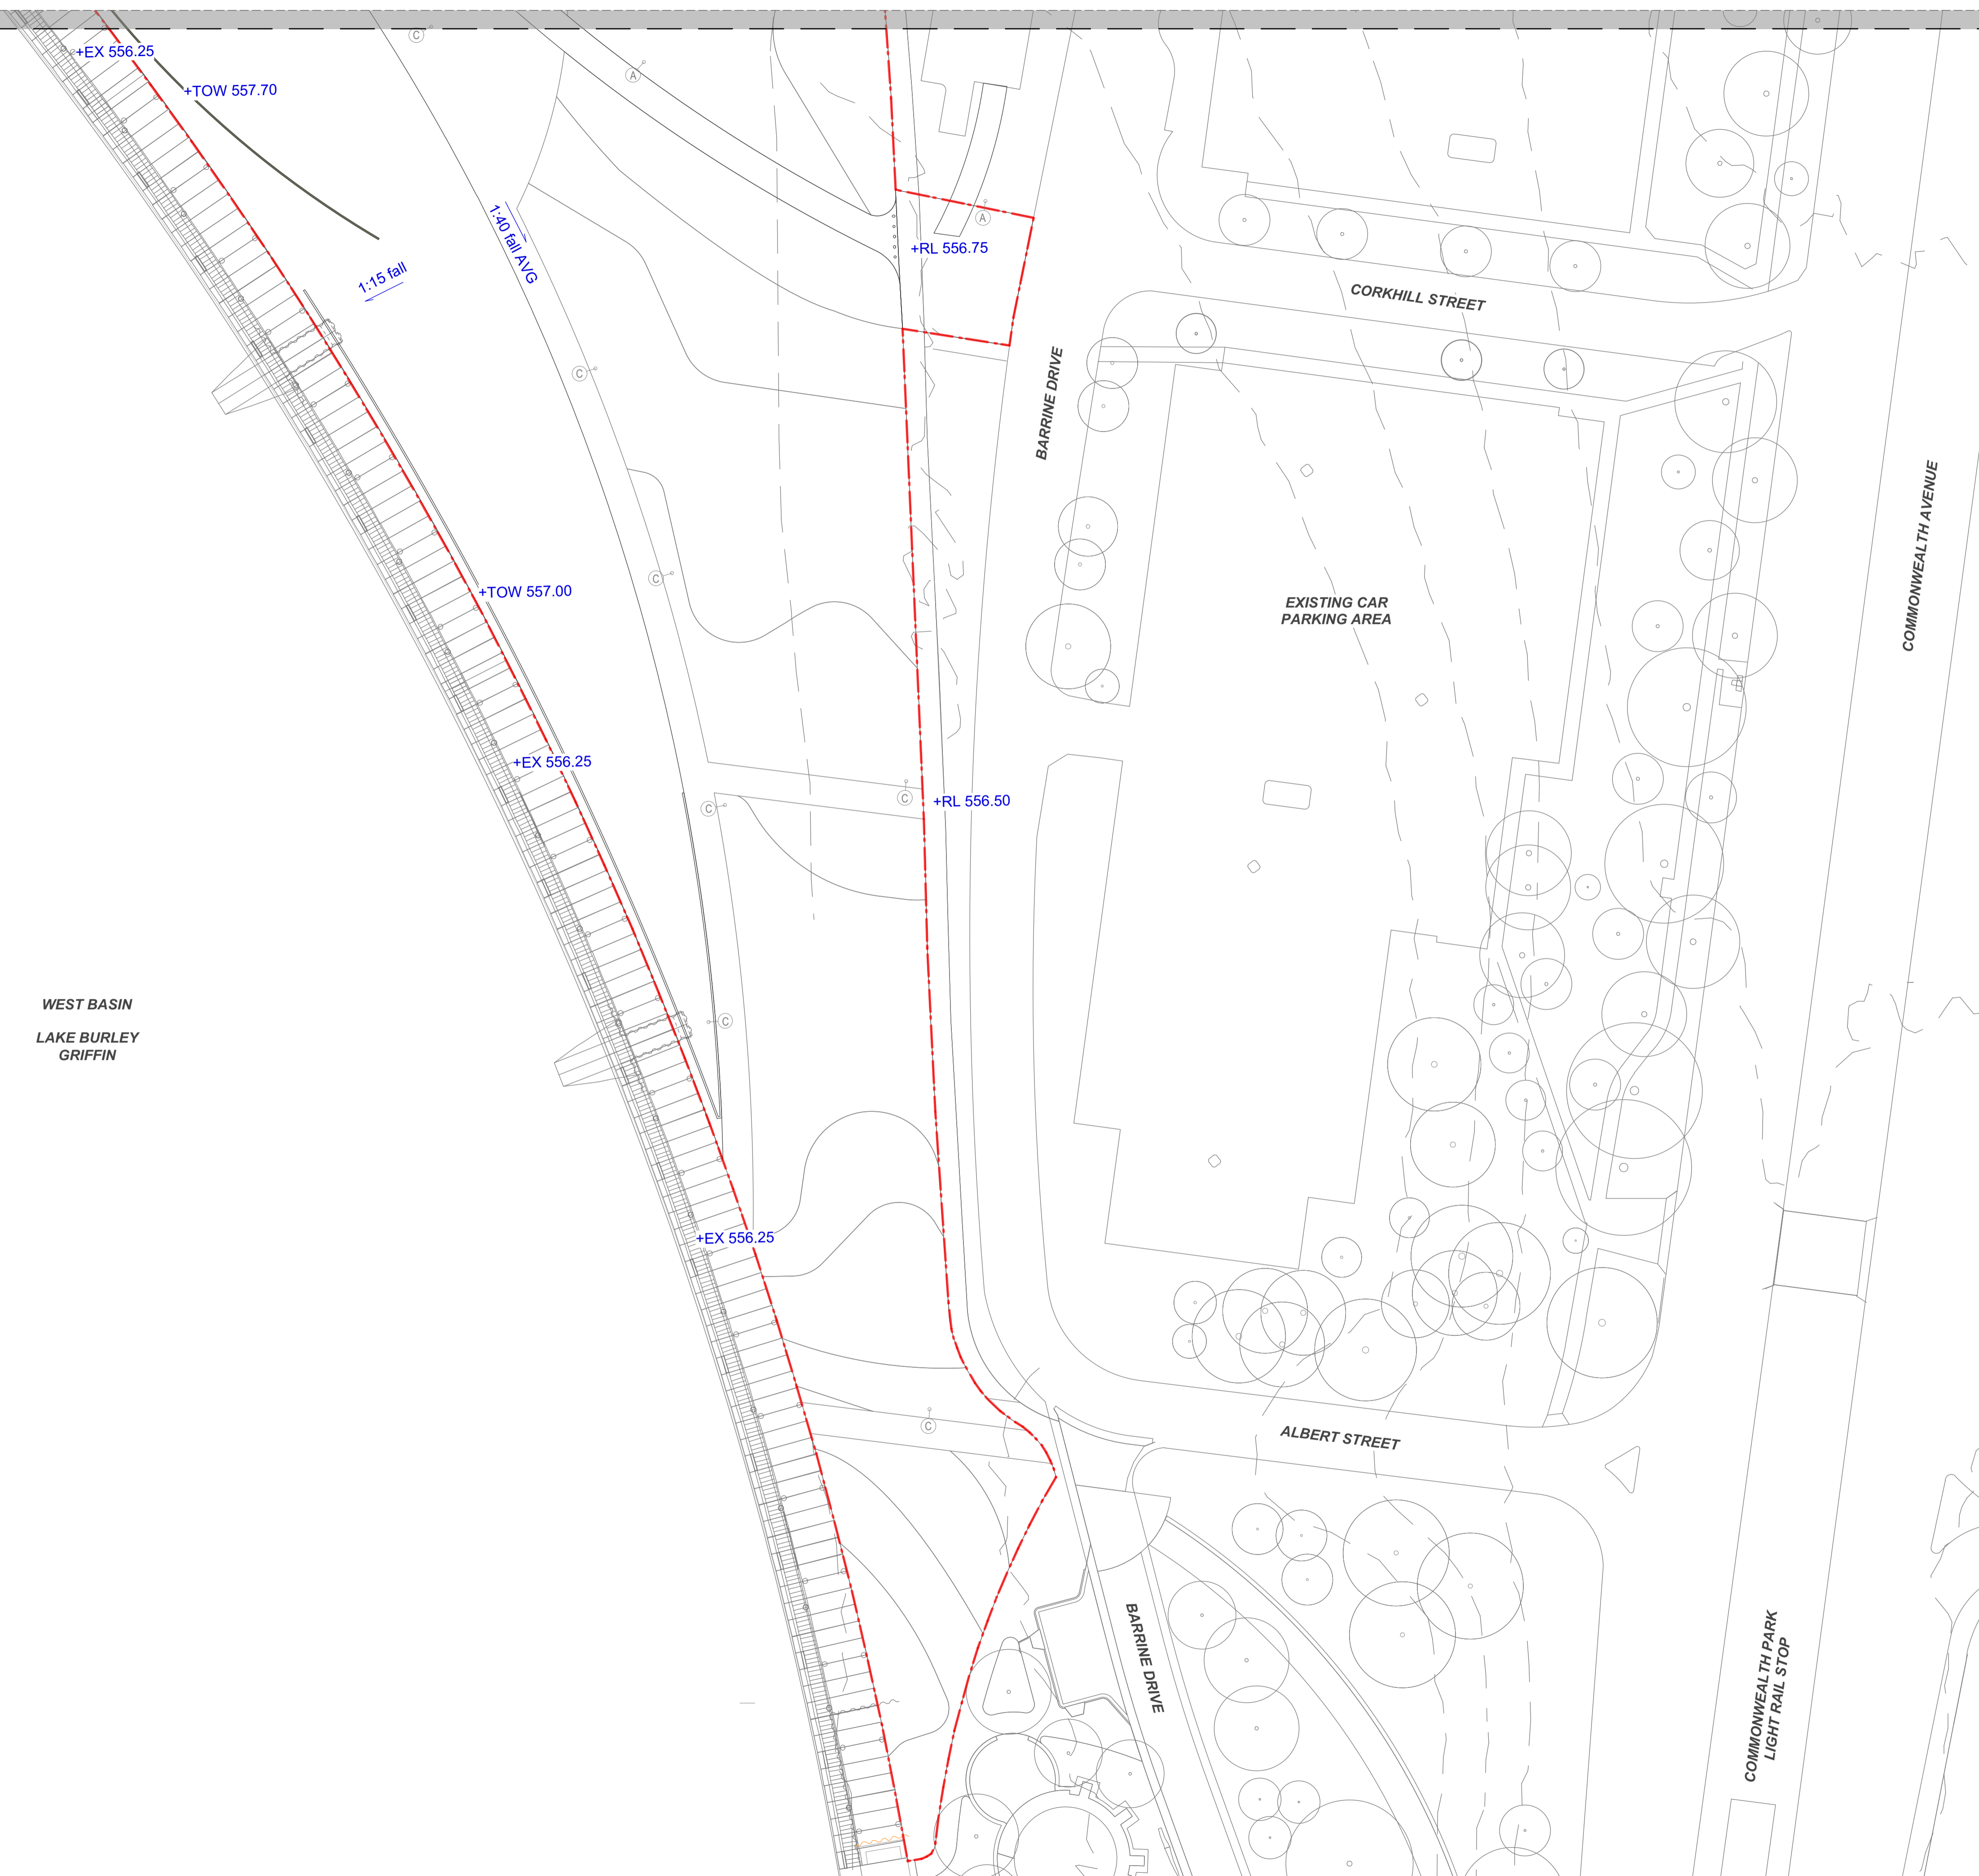 C
+EX 556.25
A
+TOW 557.70
A
1:40 fall AVG
+RL 556.75
1:15 fall
CORKHILL STREET
C
BARRINE DRIVE
COMMONWEALTH AVENUE
C
+TOW 557.00
EXISTING CAR
PARKING AREA
+EX 556.25
C
C
+RL 556.50
WEST BASIN
LAKE BURLEY
GRIFFIN
C
+EX 556.25
C
ALBERT STREET
BARRINE DRIVE
COMMONWEALTH PARK
LIGHT RAIL STOP